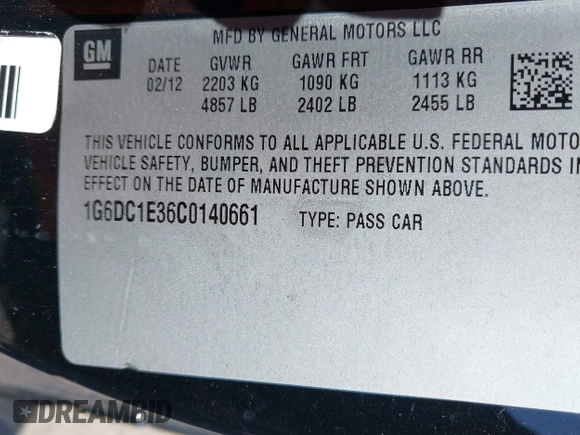 MFD BY GENERAL MOTORS LLC
GM
DATE GVWR GAWR FRT GAWR RR
02/12 2203 KG 1090 KG 1113 KG
4857 LB 2402 LB 2455 LB
THIS VEHICLE CONFORMS TO ALL APPLICABLE U.S. FEDERAL MOTO
VEHICLE SAFETY, BUMPER, AND THEFT PREVENTION STANDARDS IN
EFFECT ON THE DATE OF MANUFACTURE SHOWN ABOVE.
1G6DC1E36C0140661 TYPE: PASS CAR
DREAMBID